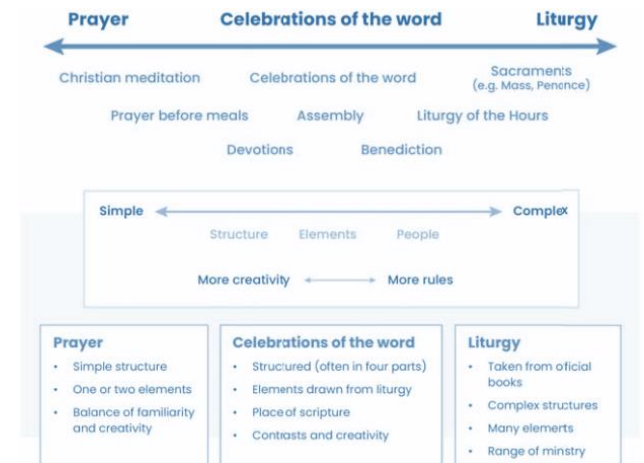 Prayer Celebrations of the word Liturgy
Christian meditation Celebrations of the word Sacraments
(e.g. Mass, Penonce)
Prayer before meals Assembly Liturgy of the Hours
Devotions Benediction
Simple Complex
Structure Elements People
More creativity More rules
Prayer
• Simple structure
• One or two elements
• Balance of familiarity
and creativity
Celebrations of the word
• Structured (often in four parts)
• Elements drawn from liturgy
• Place of scripture
• Contrasts and creativity
Liturgy
• Taken from oficial
books
• Complex structures
• Many elements
• Range of minstry